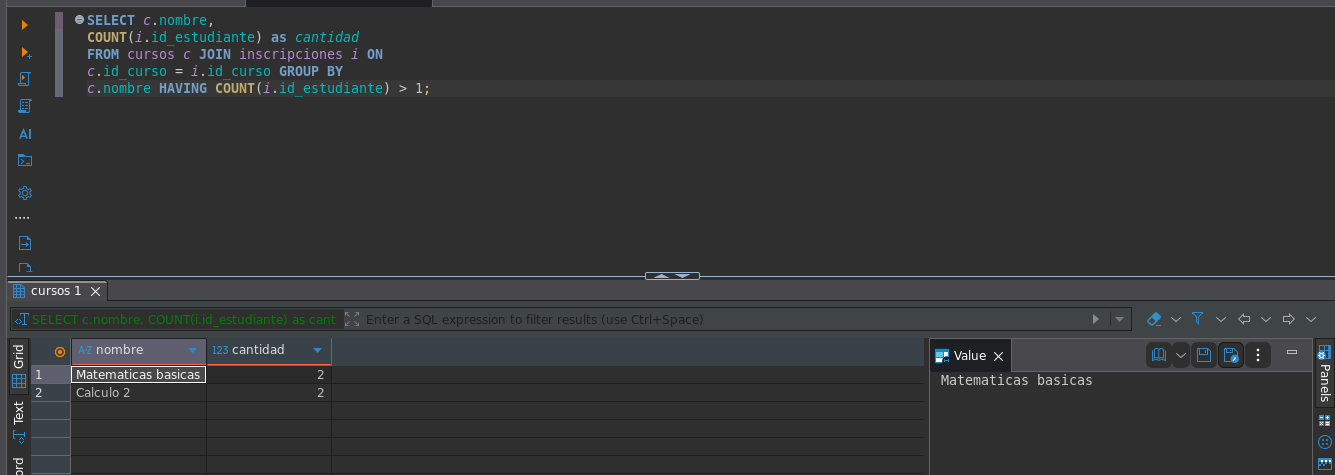 SELECT c.nombre,
COUNT(i.id_estudiante) as cantidad
FROM cursos c JOIN inscripciones i ON
c.id_curso = i.id_curso GROUP BY
c.nombre HAVING COUNT(i.id_estudiante) > 1;
AI
cursos 1
SELECT c.nombre, COUNT(i.id_estudiante) as cant
Enter a SQL expression to filter results (use Ctrl+Space)
Grid
Text
ord
A-Z nombre
123 cantidad
1 Matematicas basicas 2
2 Calculo 2 2
Value
Matematicas basicas
Panels